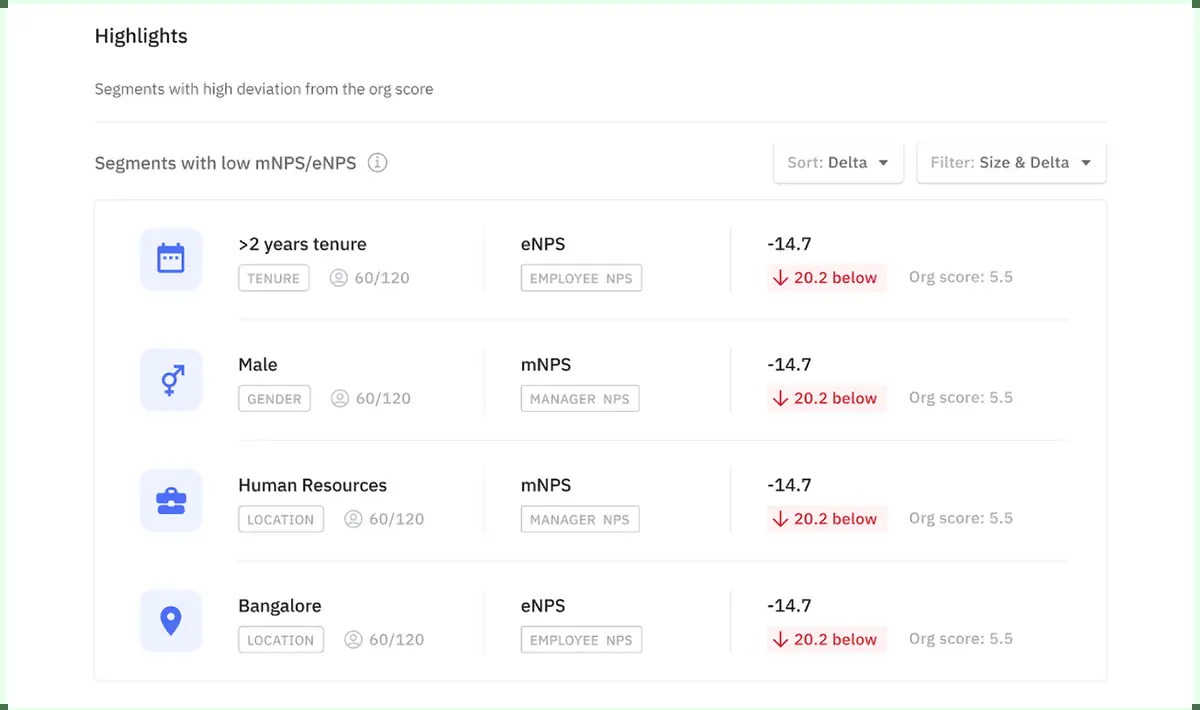 Highlights
Segments with high deviation from the org score
Segments with low mNPS/eNPS
Sort: Delta
Filter: Size & Delta
>2 years tenure
TENURE 60/120
eNPS
EMPLOYEE NPS
-14.7
20.2 below Org score: 5.5
Male
GENDER 60/120
mNPS
MANAGER NPS
-14.7
20.2 below Org score: 5.5
Human Resources
LOCATION 60/120
mNPS
MANAGER NPS
-14.7
20.2 below Org score: 5.5
Bangalore
LOCATION 60/120
eNPS
EMPLOYEE NPS
-14.7
20.2 below Org score: 5.5